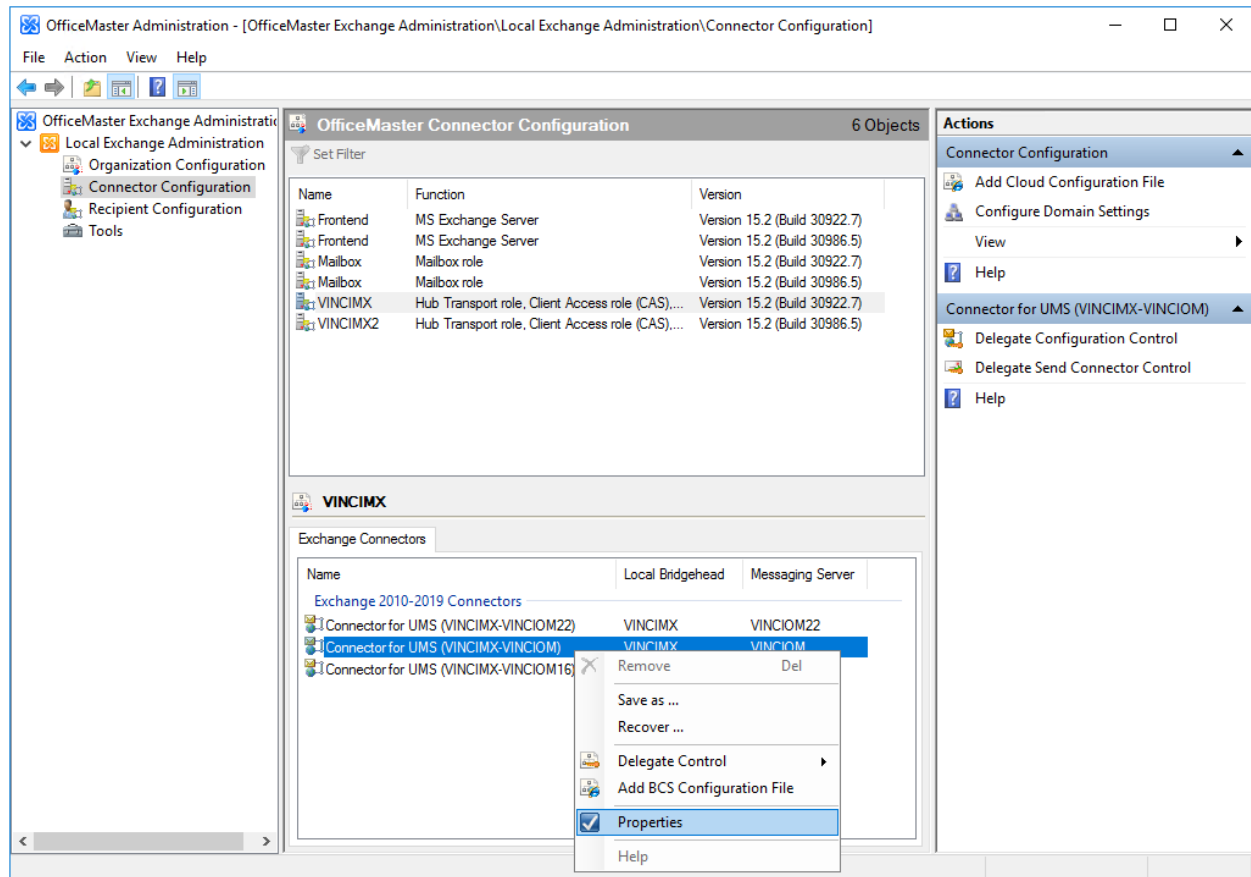 OfficeMaster Administration - [OfficeMaster Exchange Administration\Local Exchange Administration\Connector Configuration]
File Action View Help
OfficeMaster Exchange Administratic
Local Exchange Administration
Organization Configuration
Connector Configuration
Recipient Configuration
Tools
OfficeMaster Connector Configuration 6 Objects
Set Filter
Name Function Version
Frontend MS Exchange Server Version 15.2 (Build 30922.7)
Frontend MS Exchange Server Version 15.2 (Build 30986.5)
Mailbox Mailbox role Version 15.2 (Build 30922.7)
Mailbox Mailbox role Version 15.2 (Build 30986.5)
VINCIMX Hub Transport role, Client Access role (CAS),... Version 15.2 (Build 30922.7)
VINCIMX2 Hub Transport role, Client Access role (CAS),... Version 15.2 (Build 30986.5)
VINCIMX
Exchange Connectors
Name Local Bridgehead Messaging Server
Exchange 2010-2019 Connectors
Connector for UMS (VINCIMX-VINCIOM22) VINCIMX VINCIOM22
Connector for UMS (VINCIMX-VINCIOM) VINCIMX VINCIOM
Connector for UMS (VINCIMX-VINCIOM16)
Remove Del
Save as ...
Recover ...
Delegate Control
Add BCS Configuration File
Properties
Help
Actions
Connector Configuration
Add Cloud Configuration File
Configure Domain Settings
View
Help
Connector for UMS (VINCIMX-VINCIOM)
Delegate Configuration Control
Delegate Send Connector Control
Help